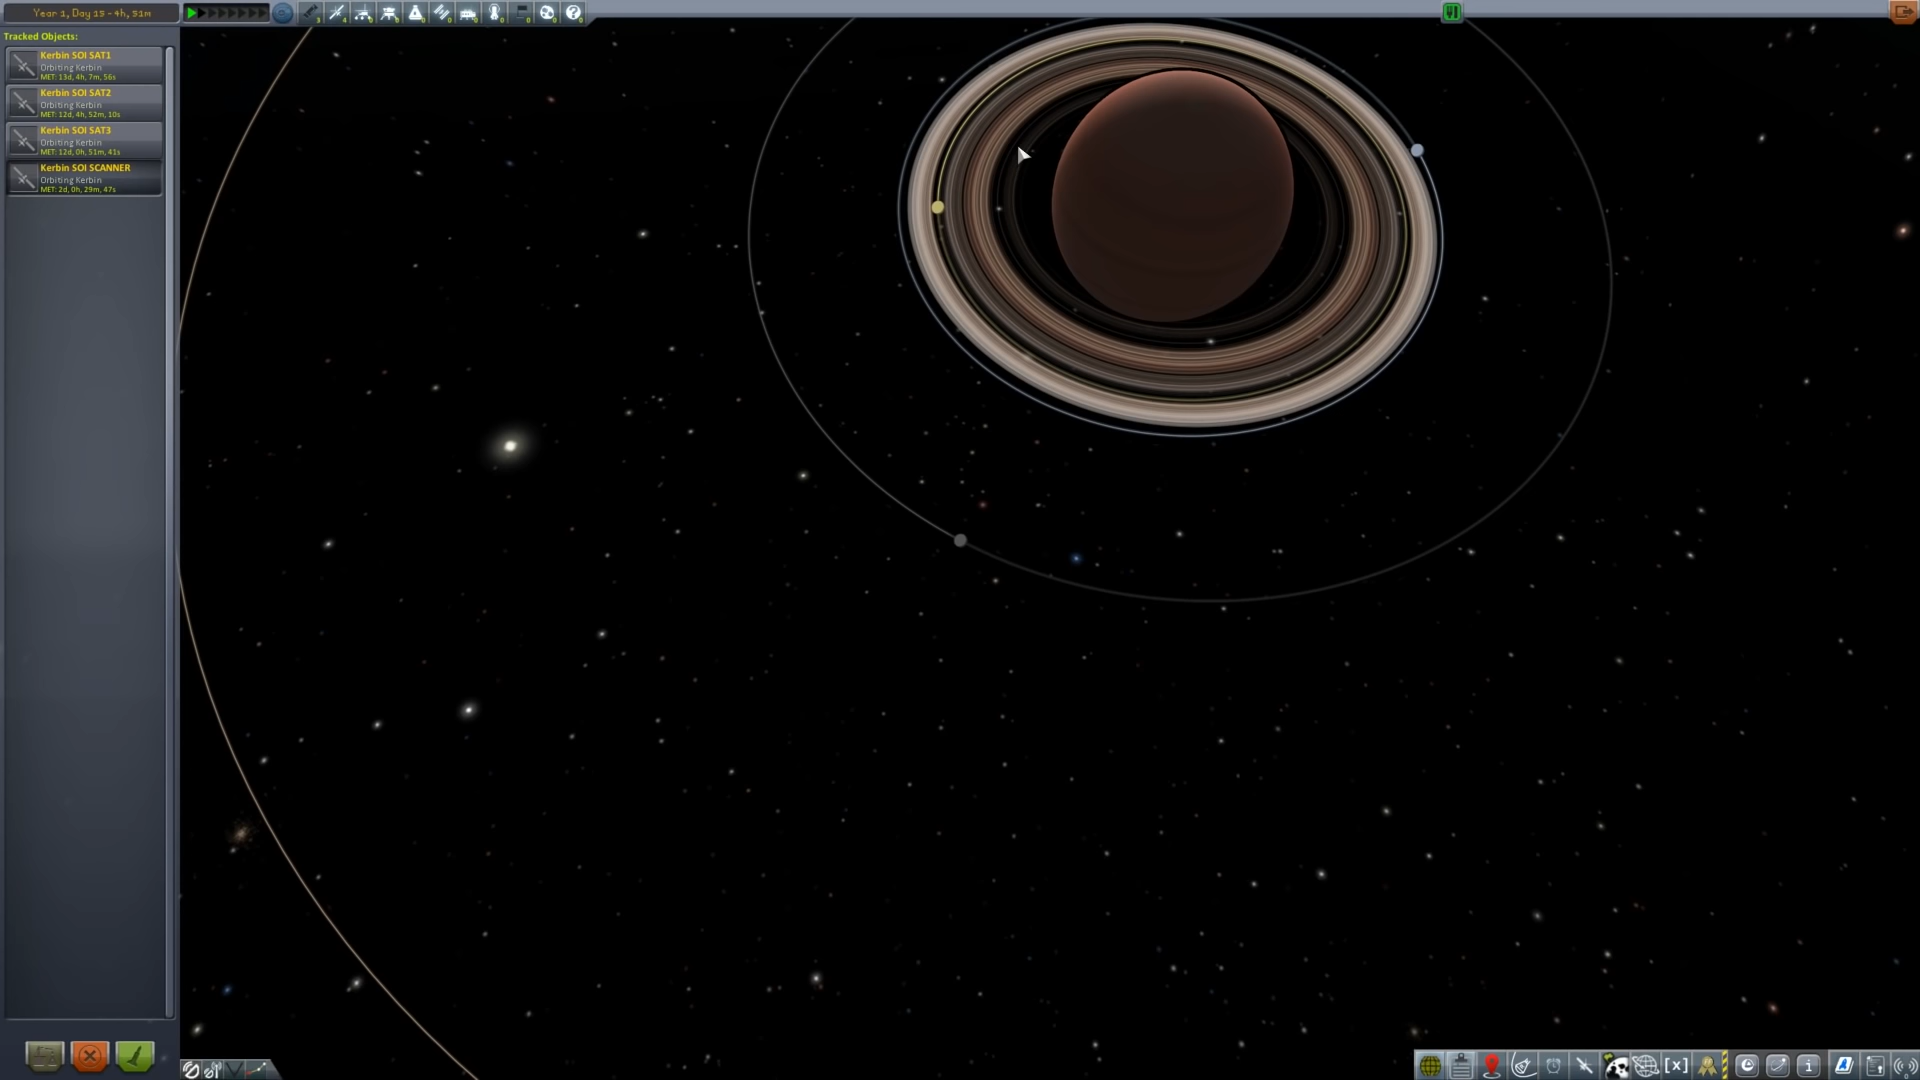 Year 1, Day 15 - 4h, 51m
Tracked Objects:
Kerbin SOI SAT1
Orbiting Kerbin
MET: 13d, 4h, 7m, 56s
Kerbin SOI SAT2
Orbiting Kerbin
MET: 12d, 4h, 52m, 10s
Kerbin SOI SAT3
Orbiting Kerbin
MET: 12d, 0h, 51m, 41s
Kerbin SOI SCANNER
Orbiting Kerbin
MET: 2d, 0h, 29m, 47s
[x]